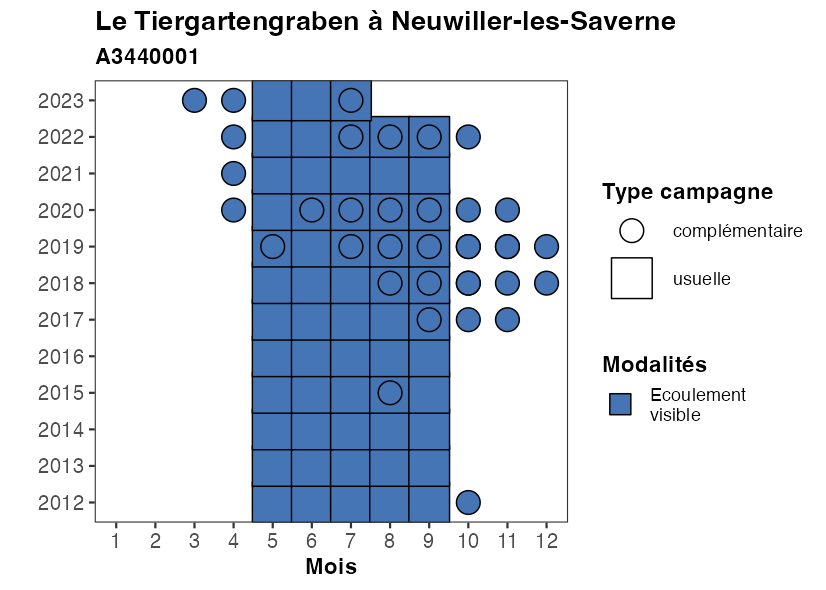 Le Tiergartengraben à Neuwiller-les-Saverne
A3440001
2023
2022
2021
2020
2019
2018
2017
2016
2015
2014
2013
2012
1 2 3 4 5 6 7 8 9 10 11 12
Mois
Type campagne
complémentaire
usuelle
Modalités
Ecoulement
visible